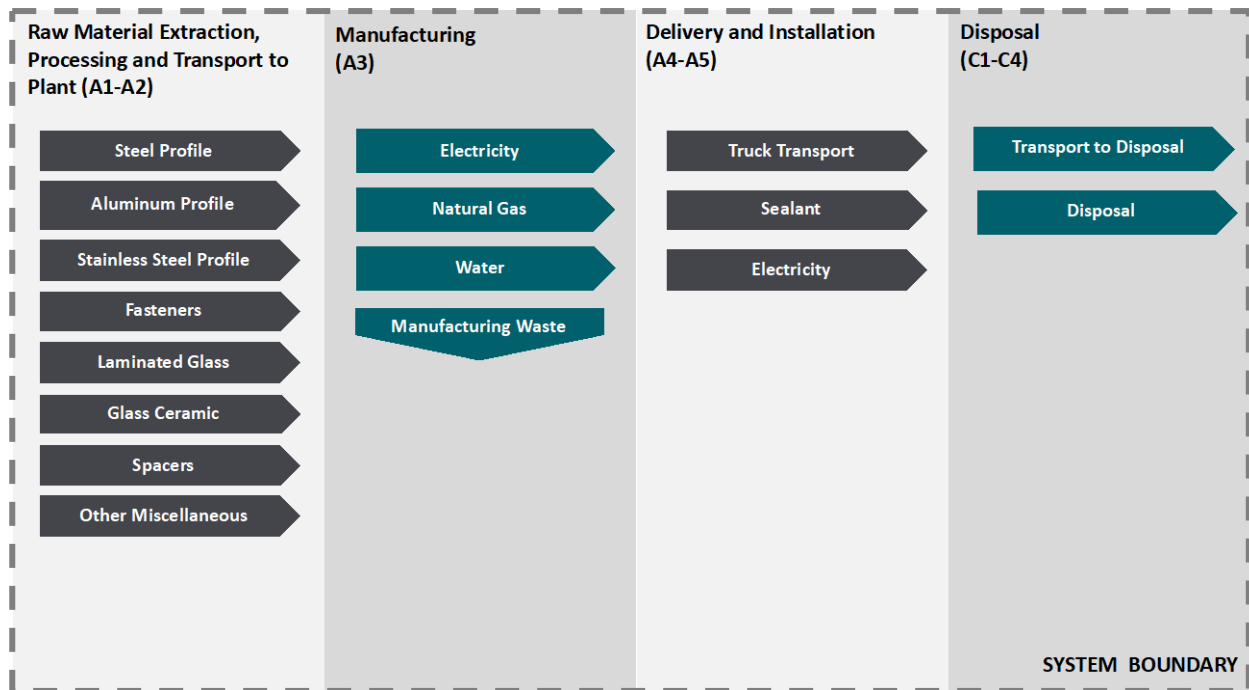 Raw Material Extraction,
Processing and Transport to
Plant (A1-A2)
Steel Profile
Aluminum Profile
Stainless Steel Profile
Fasteners
Laminated Glass
Glass Ceramic
Spacers
Other Miscellaneous
Manufacturing
(A3)
Electricity
Natural Gas
Water
Manufacturing Waste
Delivery and Installation
(A4-A5)
Truck Transport
Sealant
Electricity
Disposal
(C1-C4)
Transport to Disposal
Disposal
SYSTEM BOUNDARY